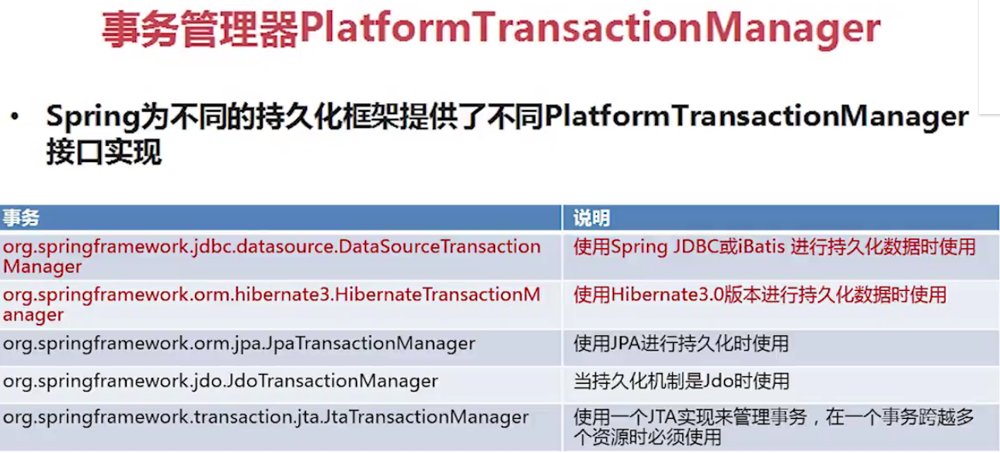 事务管理器PlatformTransactionManager
• Spring为不同的持久化框架提供了不同PlatformTransactionManager
接口实现
事务 说明
org.springframework.jdbc.datasource.DataSourceTransaction
Manager
使用Spring JDBC或iBatis 进行持久化数据时使用
org.springframework.orm.hibernate3.HibernateTransactionM
anager
使用Hibernate3.0版本进行持久化数据时使用
org.springframework.orm.jpa.JpaTransactionManager
使用JPA进行持久化时使用
org.springframework.jdo.JdoTransactionManager
当持久化机制是Jdo时使用
org.springframework.transaction.jta.JtaTransactionManager
使用一个JTA实现来管理事务，在一个事务跨越多
个资源时必须使用